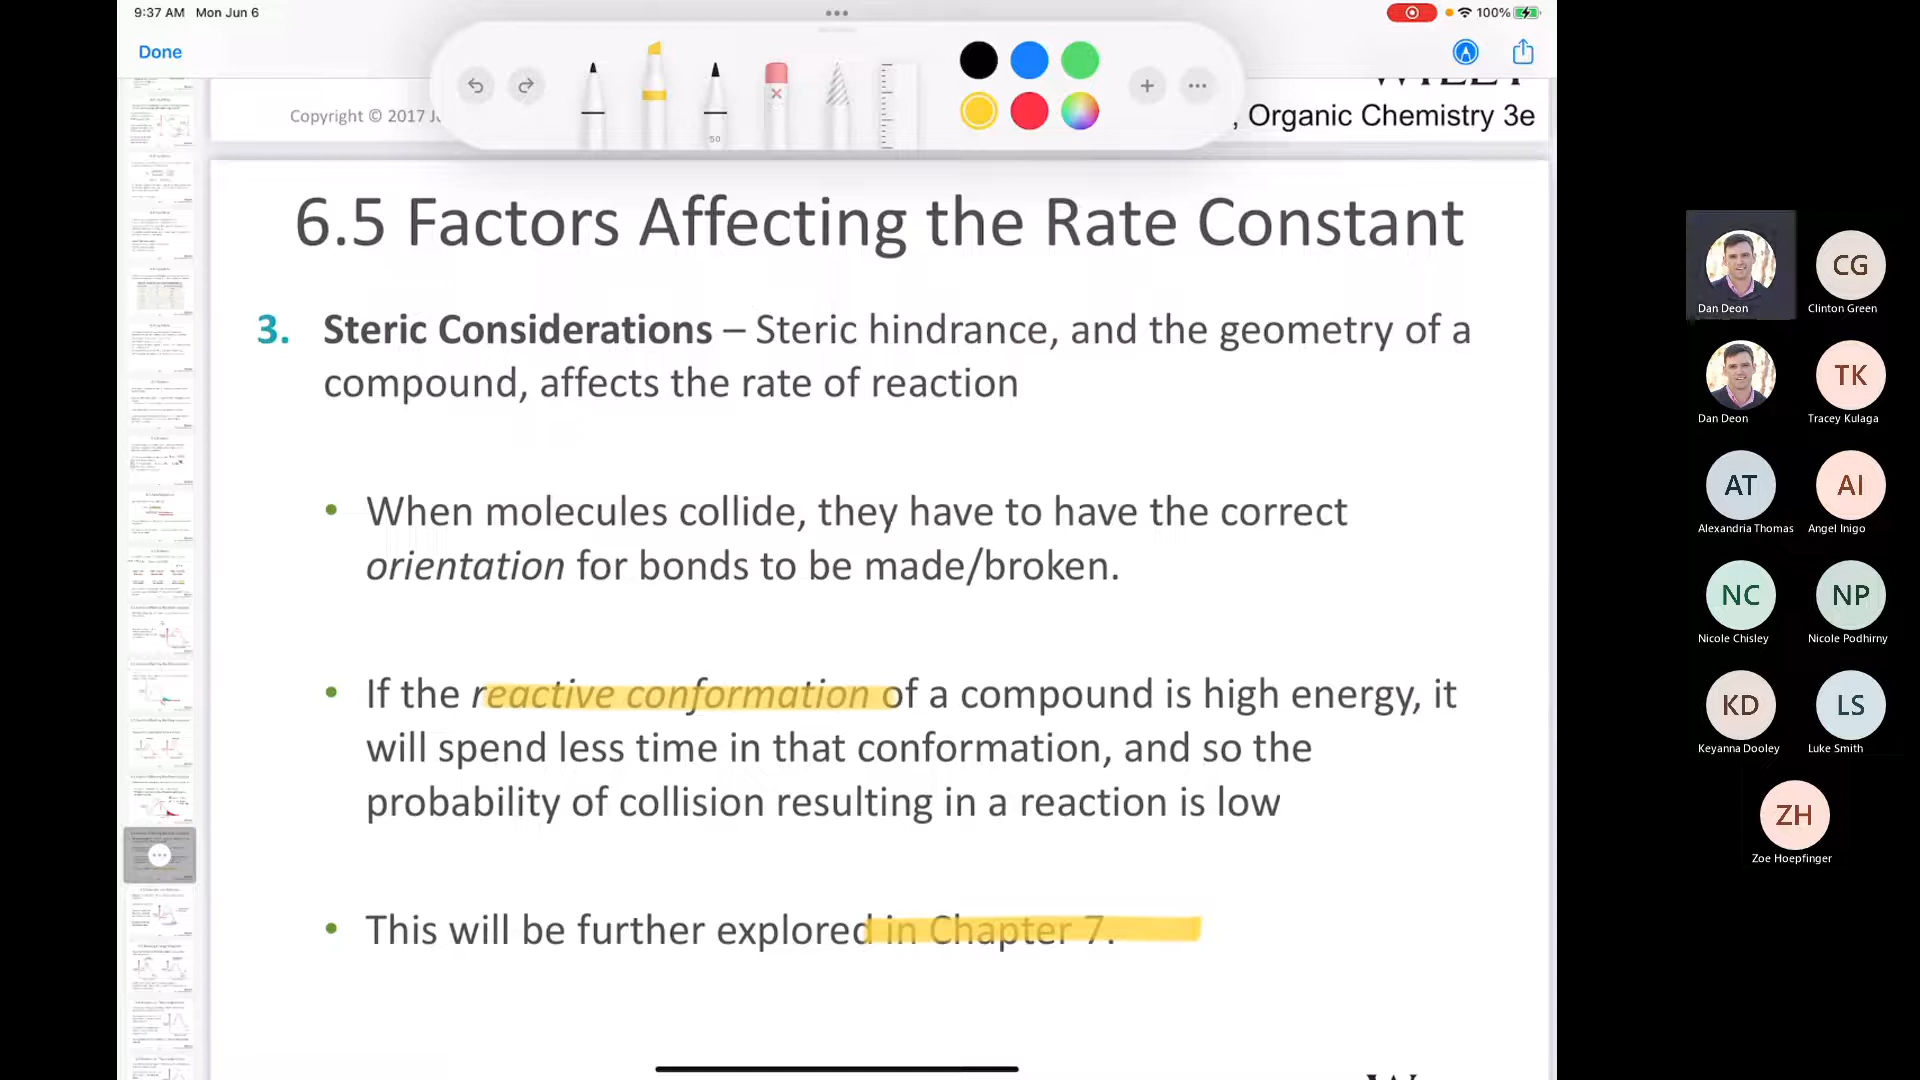 9:37 AM Mon Jun 6
100%
Done
50
Copyright © 2017
, Organic Chemistry 3e
6.5 Factors Affecting the Rate Constant
3. Steric Considerations – Steric hindrance, and the geometry of a
compound, affects the rate of reaction
• When molecules collide, they have to have the correct
orientation for bonds to be made/broken.
• If the reactive conformation of a compound is high energy, it
will spend less time in that conformation, and so the
probability of collision resulting in a reaction is low
• This will be further explored in Chapter 7.
Dan Deon
CG
Clinton Green
Dan Deon
TK
Tracey Kulaga
AT
Alexandria Thomas
AI
Angel Inigo
NC
Nicole Chisley
NP
Nicole Podhirny
KD
Keyanna Dooley
LS
Luke Smith
ZH
Zoe Hoepfinger